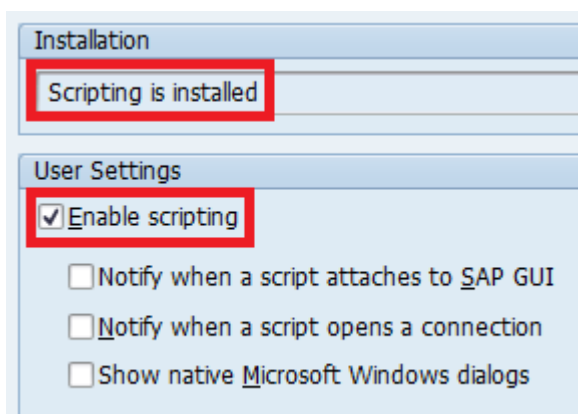 Installation
Scripting is installed
User Settings
Enable scripting
Notify when a script attaches to SAP GUI
Notify when a script opens a connection
Show native Microsoft Windows dialogs